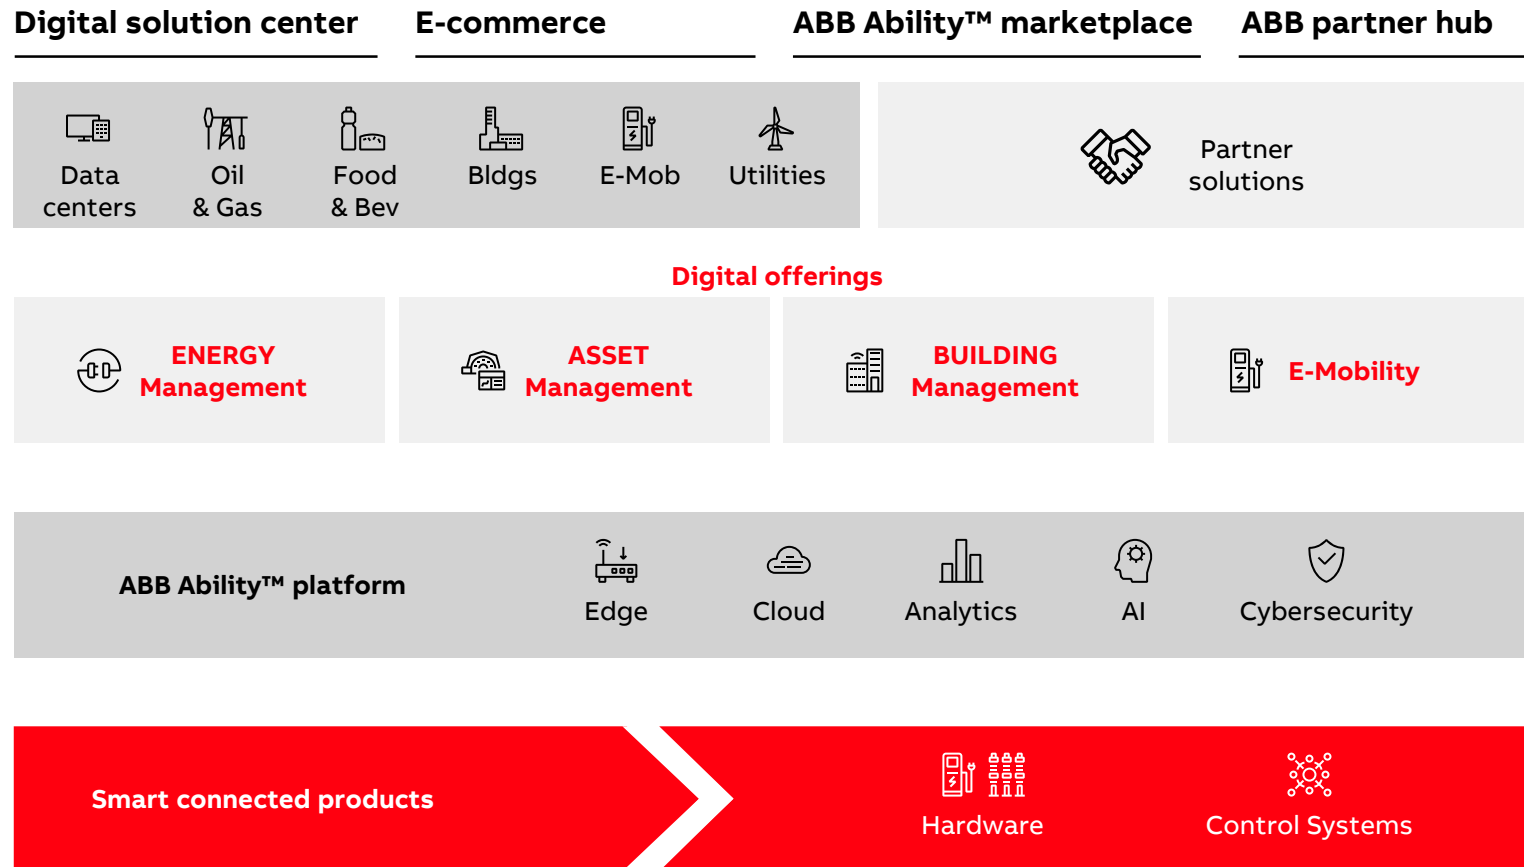 Digital solution center
E-commerce
ABB Ability™ marketplace
ABB partner hub
Data
centers
Oil
& Gas
Food
& Bev
Bldgs
E-Mob
Utilities
Partner
solutions
Digital offerings
ENERGY
Management
ASSET
Management
BUILDING
Management
E-Mobility
ABB Ability™ platform
Edge
Cloud
Analytics
AI
Cybersecurity
Smart connected products
Hardware
Control Systems